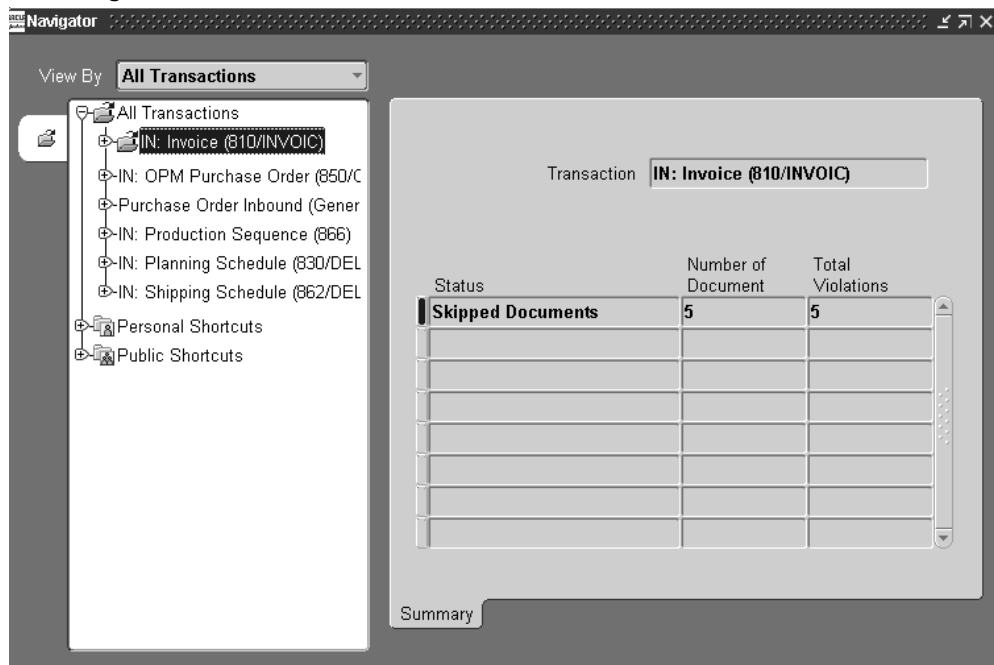 Navigator
View By All Transactions
All Transactions
IN: Invoice (810/INVOIC)
IN: OPM Purchase Order (850/C
Purchase Order Inbound (Gener
IN: Production Sequence (866)
IN: Planning Schedule (830/DEL
IN: Shipping Schedule (862/DEL
Personal Shortcuts
Public Shortcuts
Transaction IN: Invoice (810/INVOIC)
Number of Total
Status Document Violations
Skipped Documents 5 5
Summary